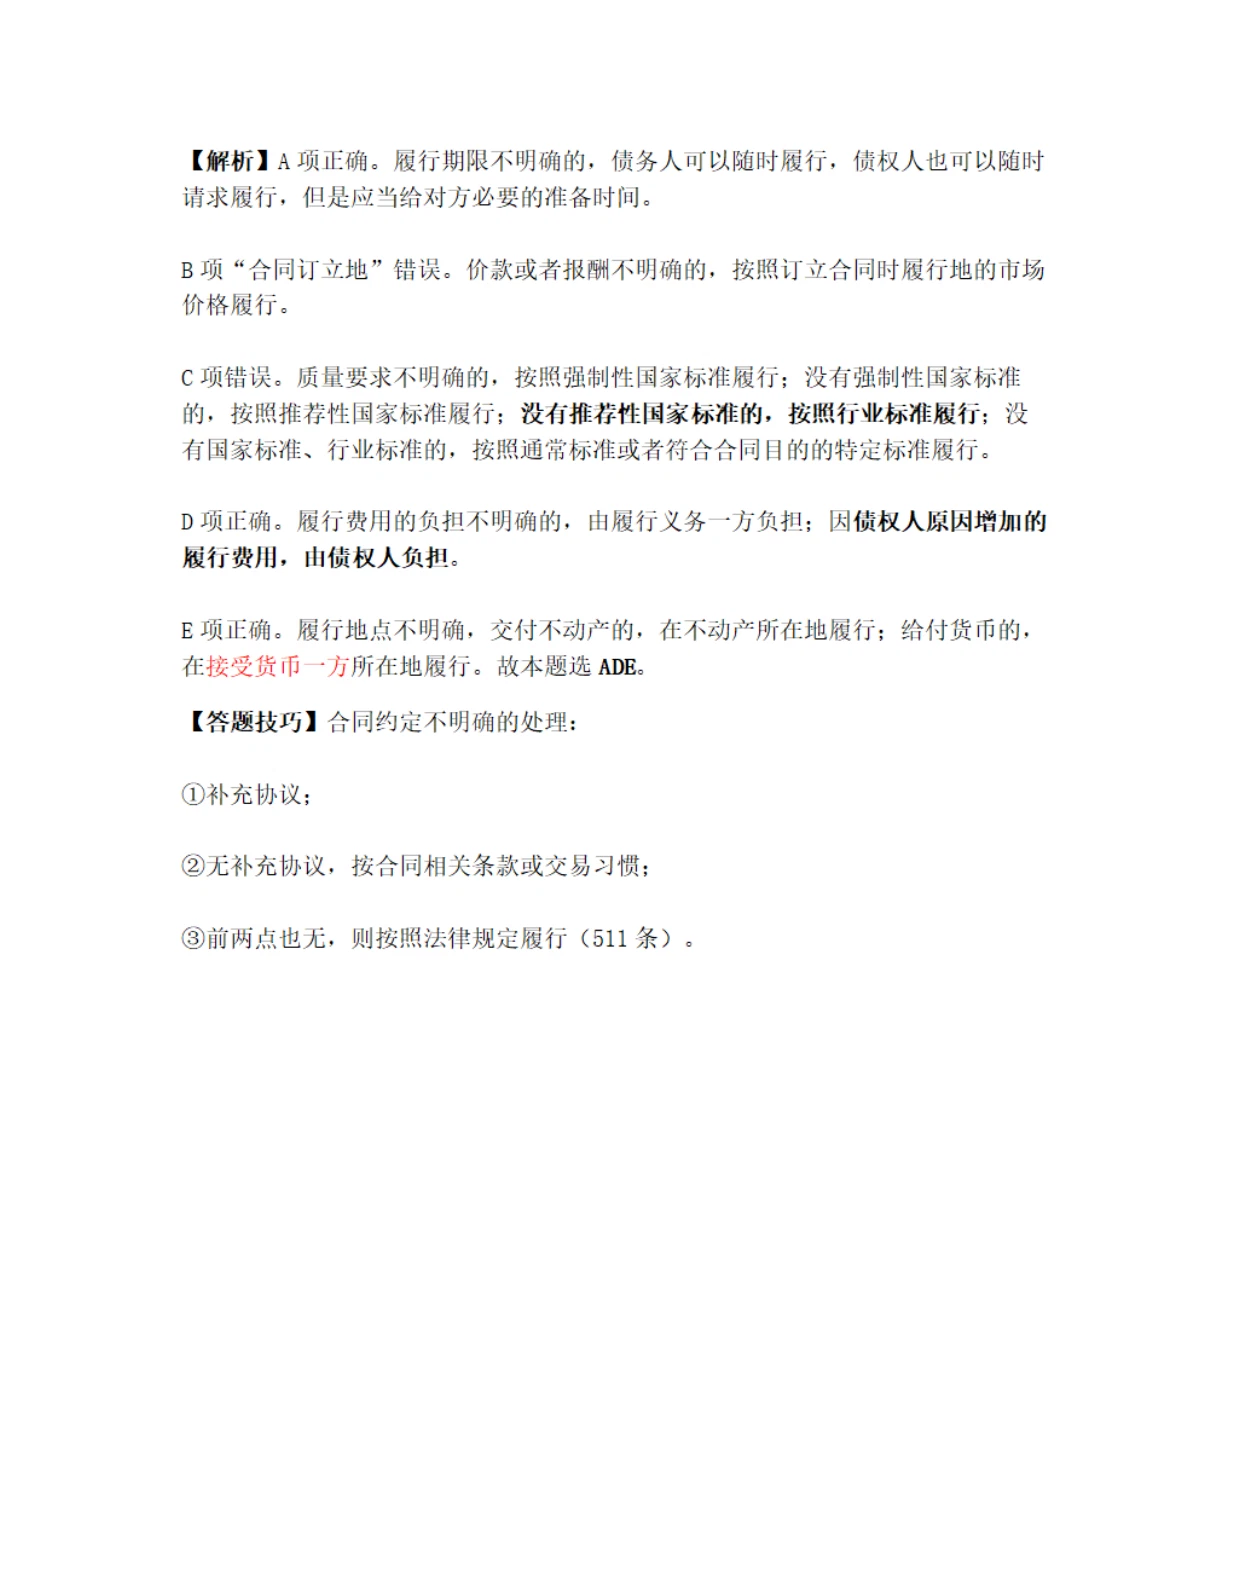 【解析】A 项正确。履行期限不明确的，债务人可以随时履行，债权人也可以随时
请求履行，但是应当给对方必要的准备时间。
B 项“合同订立地”错误。价款或者报酬不明确的，按照订立合同时履行地的市场
价格履行。
C 项错误。质量要求不明确的，按照强制性国家标准履行；没有强制性国家标准
的，按照推荐性国家标准履行；没有推荐性国家标准的，按照行业标准履行；没
有国家标准、行业标准的，按照通常标准或者符合合同目的的特定标准履行。
D 项正确。履行费用的负担不明确的，由履行义务一方负担；因债权人原因增加的
履行费用，由债权人负担。
E 项正确。履行地点不明确，交付不动产的，在不动产所在地履行；给付货币的，
在接受货币一方所在地履行。故本题选 ADE。
【答题技巧】合同约定不明确的处理：
①补充协议；
②无补充协议，按合同相关条款或交易习惯；
③前两点也无，则按照法律规定履行（511 条）。